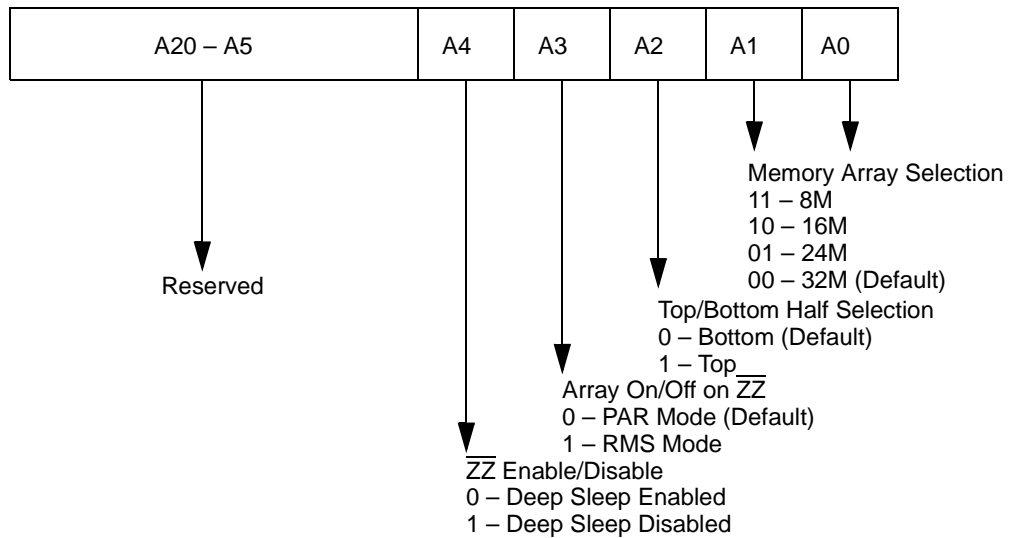 A20 – A5 A4 A3 A2 A1 A0
Memory Array Selection
11 – 8M
10 – 16M
01 – 24M
00 – 32M (Default)
Reserved
Top/Bottom Half Selection
0 – Bottom (Default)
1 – Top
Array On/Off on Z̅Z̅
0 – PAR Mode (Default)
1 – RMS Mode
Z̅Z̅ Enable/Disable
0 – Deep Sleep Enabled
1 – Deep Sleep Disabled